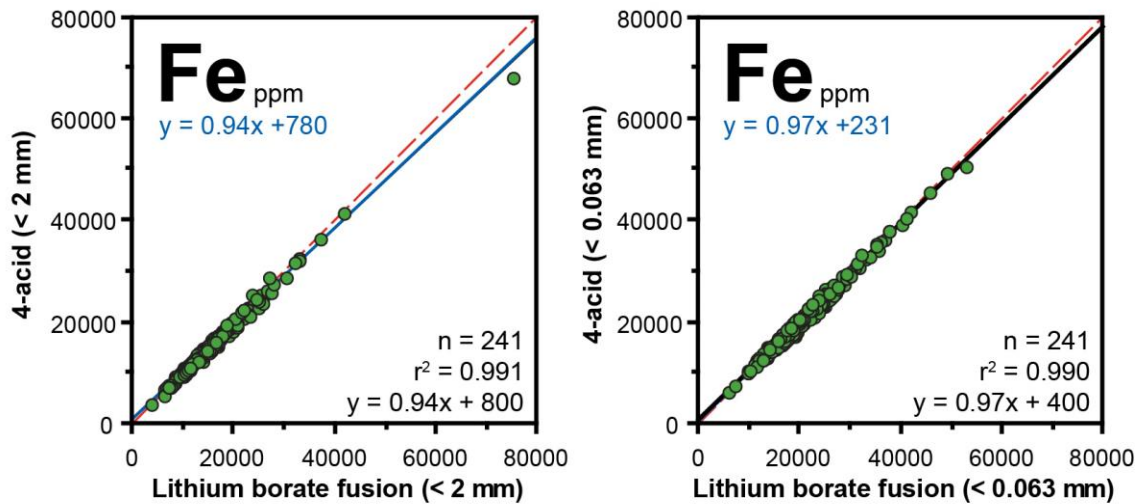 80000
60000
40000
20000
0
4-acid (< 2 mm)
Fe ppm
y = 0.94x +780
n = 241
r² = 0.991
y = 0.94x + 800
0 20000 40000 60000 80000
Lithium borate fusion (< 2 mm)
80000
60000
40000
20000
0
4-acid (< 0.063 mm)
Fe ppm
y = 0.97x +231
n = 241
r² = 0.990
y = 0.97x + 400
0 20000 40000 60000 80000
Lithium borate fusion (< 0.063 mm)